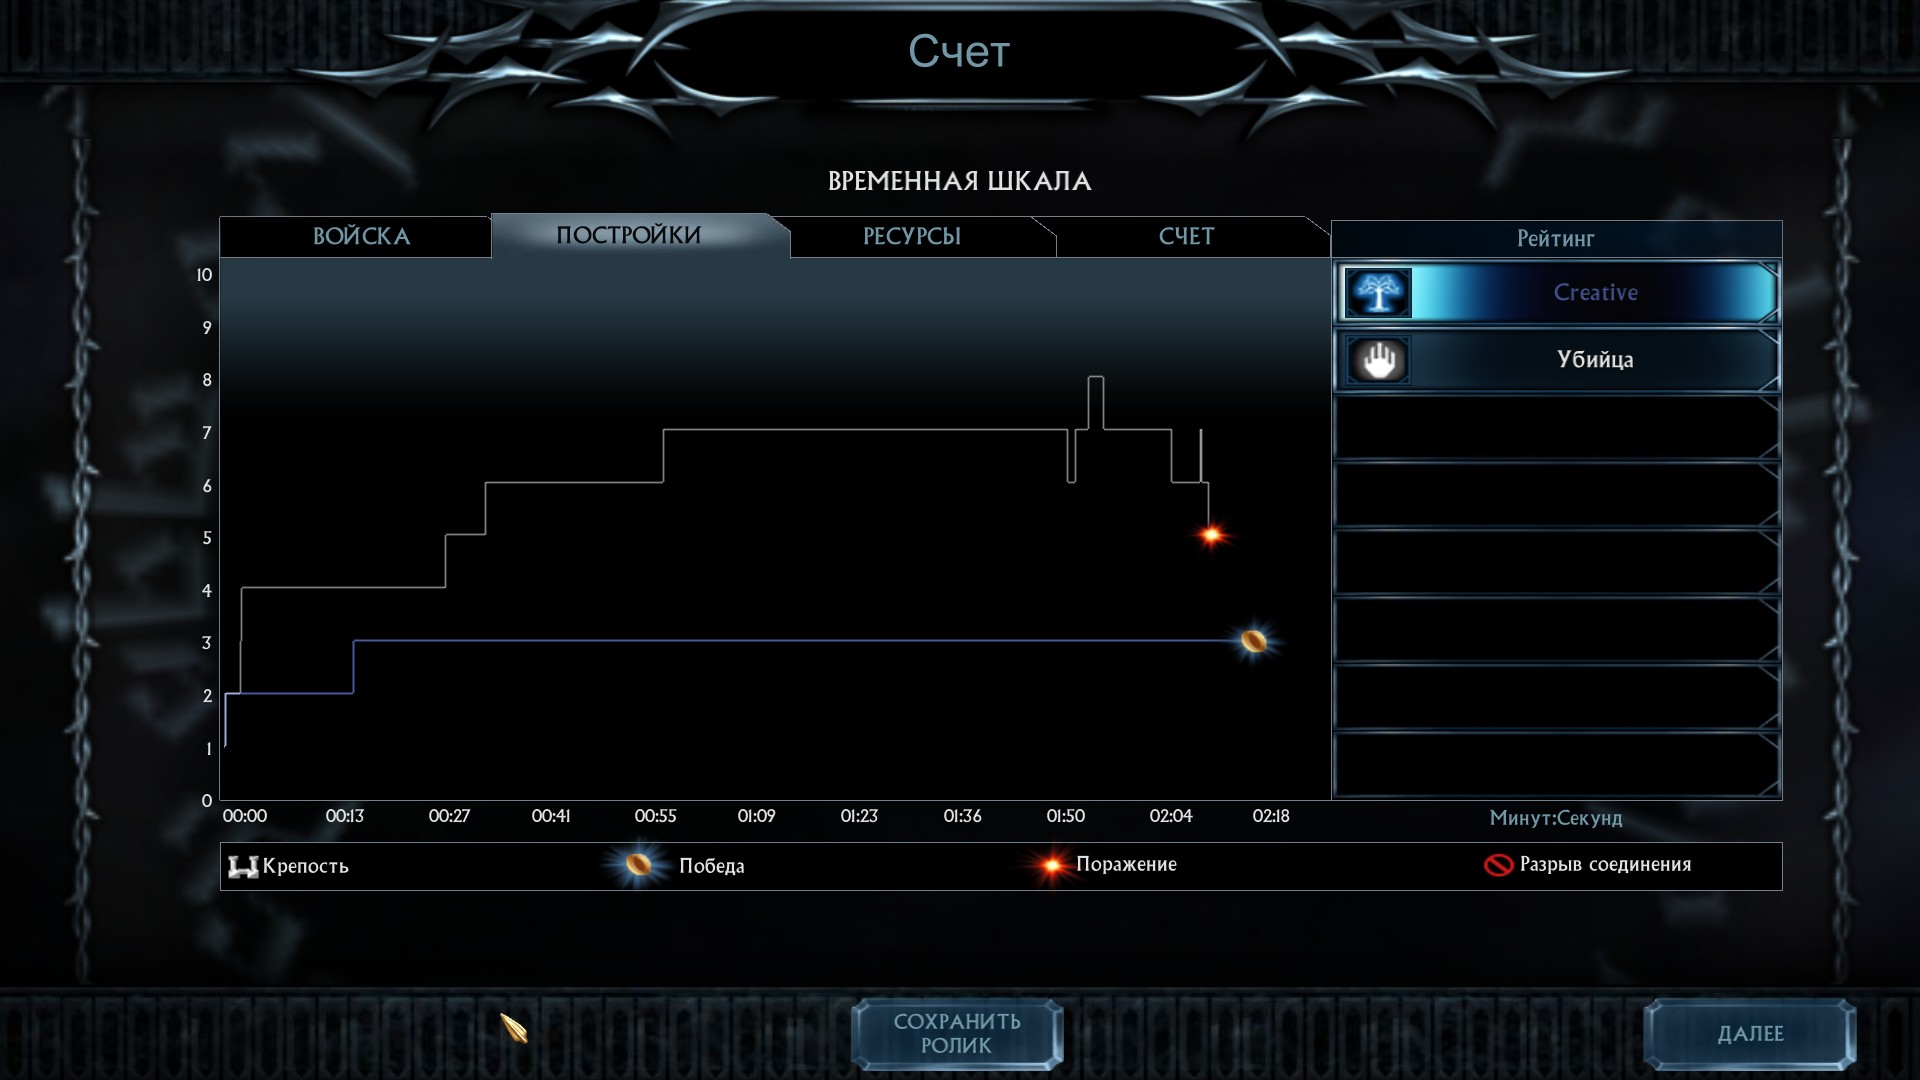 Счет
ВРЕМЕННАЯ ШКАЛА
ВОЙСКА
ПОСТРОЙКИ
РЕСУРСЫ
СЧЕТ
Рейтинг
Creative
Убийца
10
9
8
7
6
5
4
3
2
1
0
00:00
00:13
00:27
00:41
00:55
01:09
01:23
01:36
01:50
02:04
02:18
Минут:Секунд
Крепость
Победа
Поражение
Разрыв соединения
СОХРАНИТЬ
РОЛИК
ДАЛЕЕ